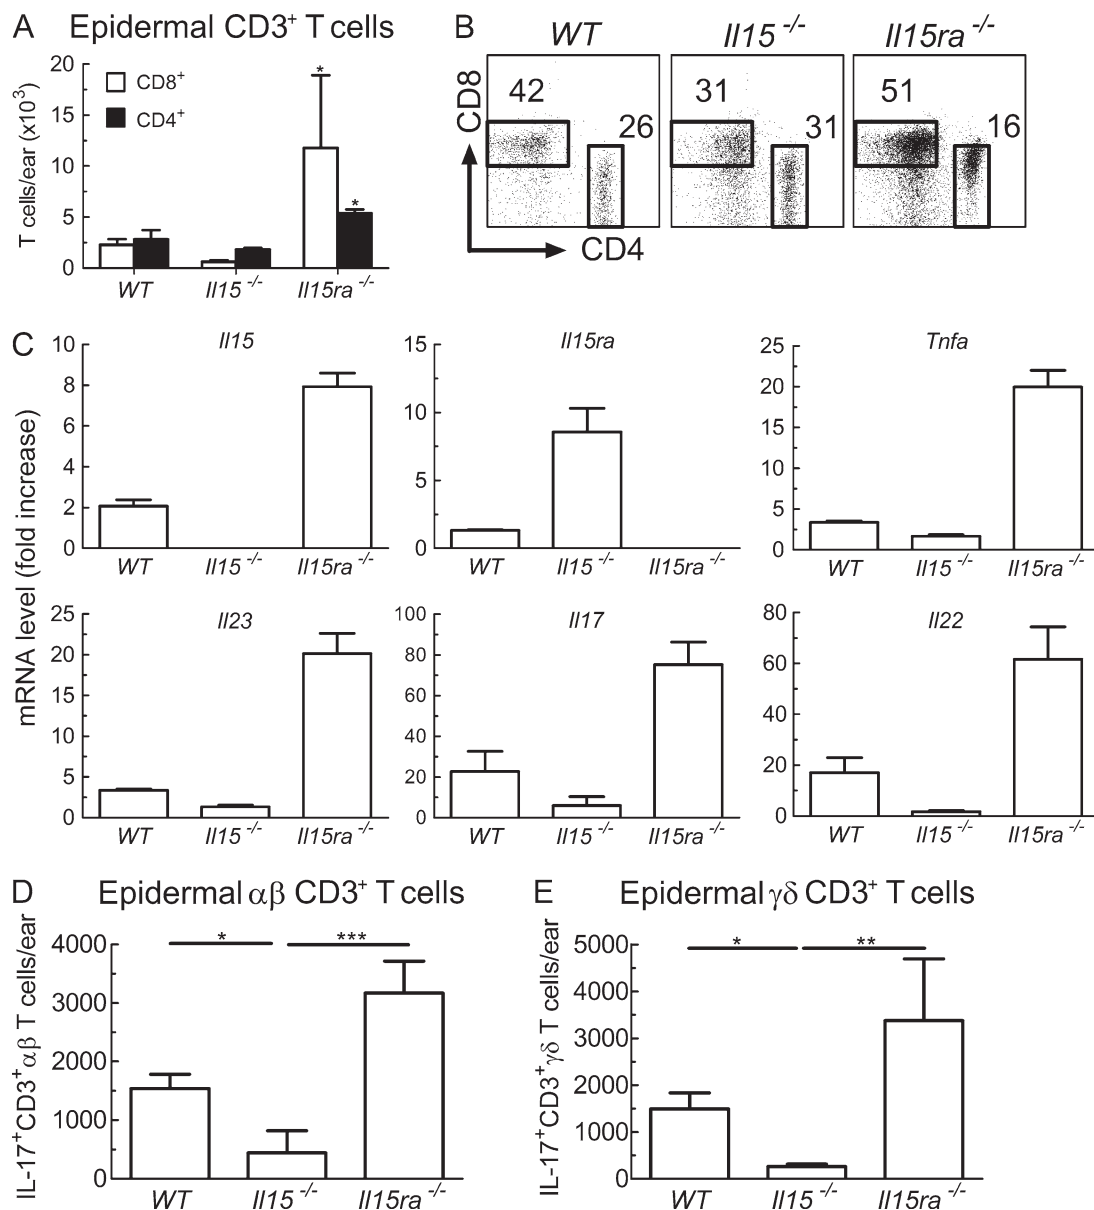 A Epidermal CD3⁺ T cells
T cells/ear (x10³)
20
15
10
5
0
CD8⁺
CD4⁺
*
*
WT Il15 -/- Il15ra -/-
B WT Il15 -/- Il15ra -/-
CD8
42 26
31 31
51 16
CD4
C
mRNA level (fold increase)
Il15
10
8
6
4
2
0
WT Il15 -/- Il15ra -/-
Il15ra
15
10
5
0
WT Il15 -/- Il15ra -/-
Tnfa
25
20
15
10
5
0
WT Il15 -/- Il15ra -/-
Il23
25
20
15
10
5
0
WT Il15 -/- Il15ra -/-
Il17
100
80
60
40
20
0
WT Il15 -/- Il15ra -/-
Il22
80
60
40
20
0
WT Il15 -/- Il15ra -/-
D Epidermal αβ CD3⁺ T cells
IL-17⁺CD3⁺αβ T cells/ear
4000
3000
2000
1000
0
* ***
WT Il15 -/- Il15ra -/-
E Epidermal γδ CD3⁺ T cells
IL-17⁺CD3⁺γδ T cells/ear
5000
4000
3000
2000
1000
0
* **
WT Il15 -/- Il15ra -/-